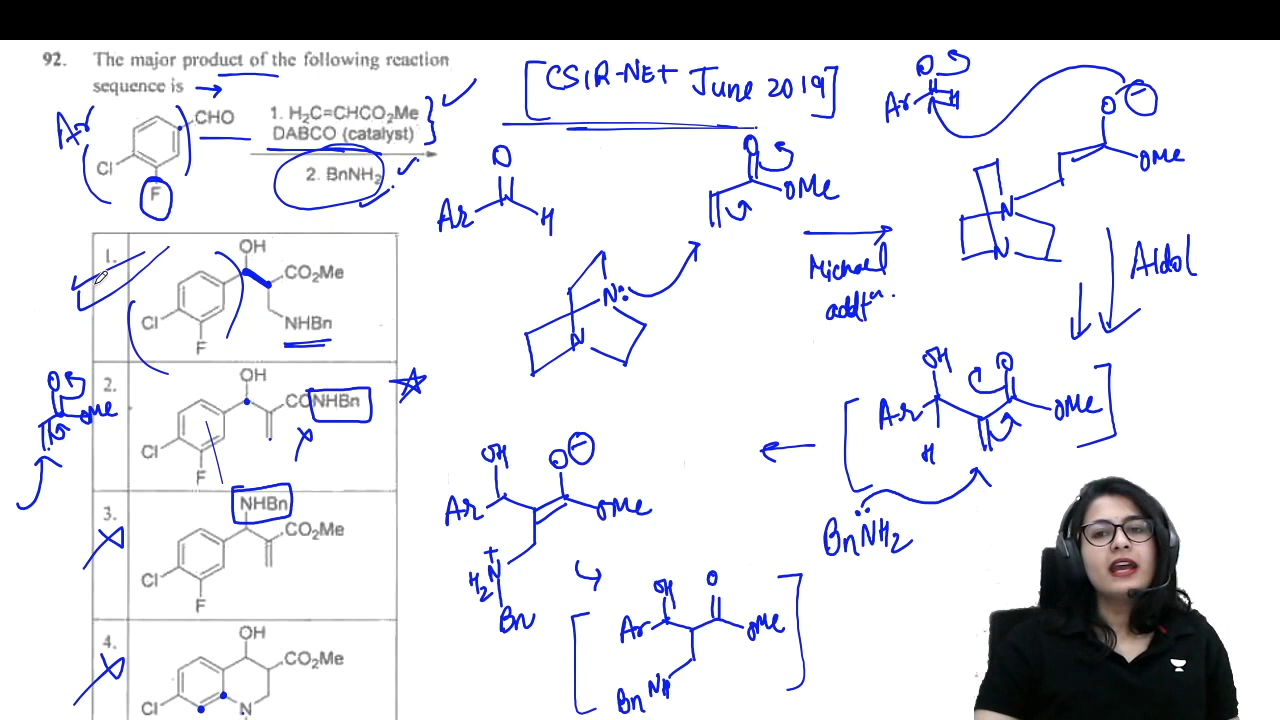 92. The major product of the following reaction
sequence is →
[CSIR-NET June 2019]
Ar
CHO
Cl
F
1. H2C=CHCO2Me
DABCO (catalyst)
2. BnNH2
O
Ar
H
O
OMe
N:
N
Michael
addtn.
O
Ar
H
O
⊖
OMe
N
N
Aldol
1.
OH
CO2Me
Cl
NHBn
F
2.
OH
CONHBn
Cl
F
O
OMe
3.
NHBn
CO2Me
Cl
F
4.
OH
CO2Me
Cl
N
OH
O
Ar
OMe
H
BnNH2
OH
O
⊖
Ar
OMe
+
H2N
Bn
OH
O
Ar
OMe
BnNH